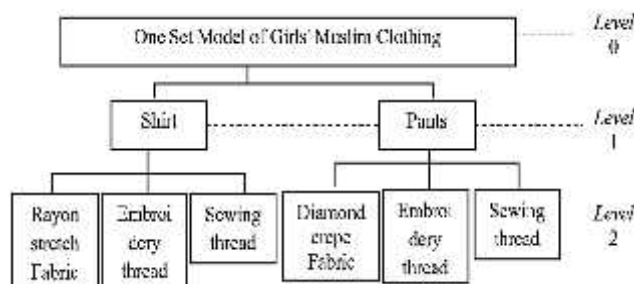 One Set Model of Girls' Muslim Clothing
Level
0
Shirt
Pants
Level
1
Rayon
stretch
Fabric
Embroi
dery
thread
Sewing
thread
Diamond
crepe
Fabric
Embroi
dery
thread
Sewing
thread
Level
2